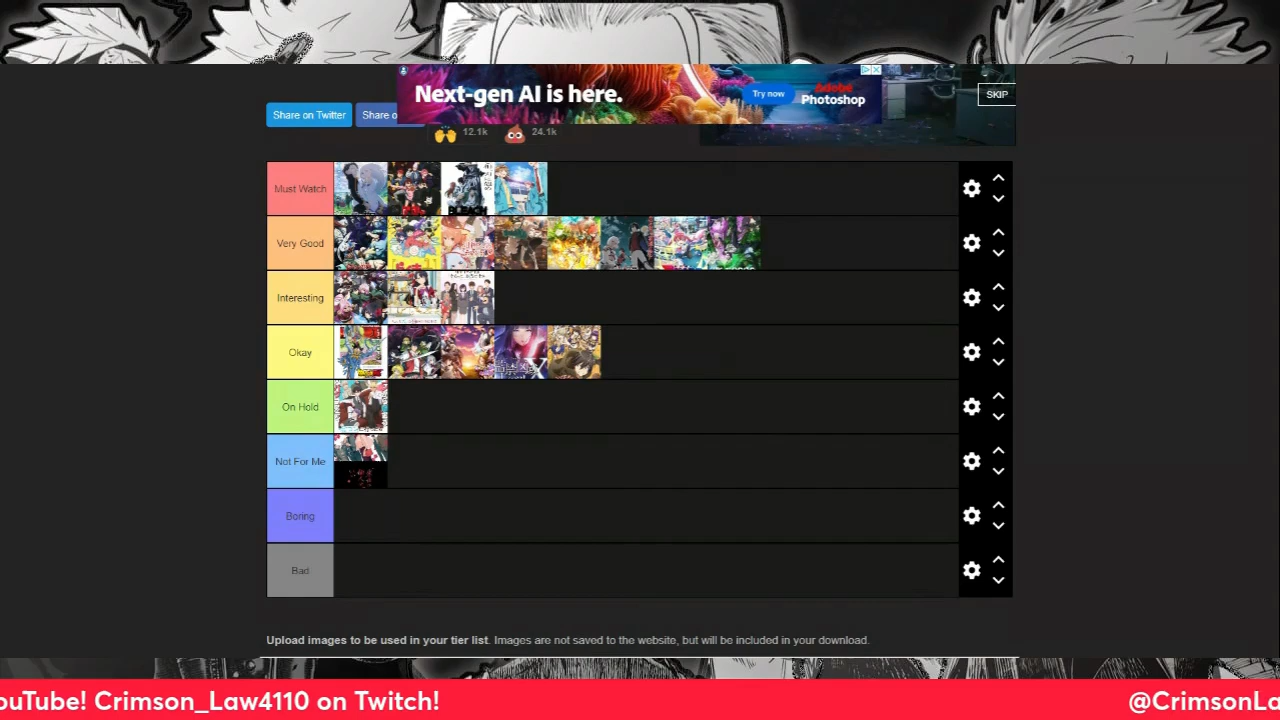 Next-gen AI is here.
Try now
Adobe
Photoshop
SKIP
Share on Twitter
Share o
12.1k
24.1k
Must Watch
BLEACH
Very Good
Interesting
Okay
On Hold
Not For Me
Boring
Bad
Upload images to be used in your tier list. Images are not saved to the website, but will be included in your download.
ouTube! Crimson_Law4110 on Twitch!
@CrimsonLa